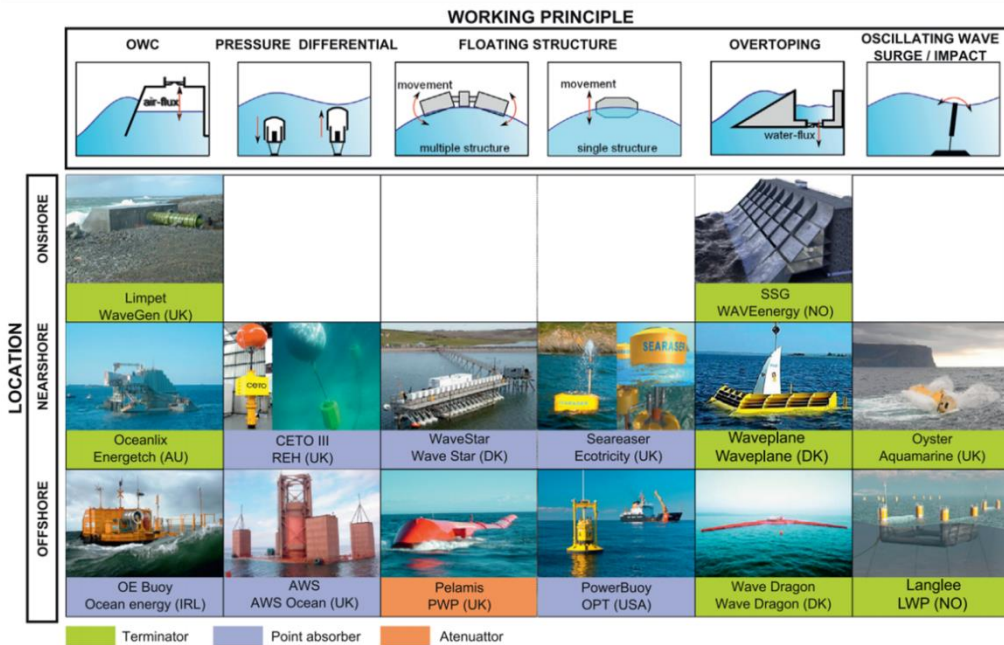 WORKING PRINCIPLE
OWC
PRESSURE DIFFERENTIAL
FLOATING STRUCTURE
OVERTOPING
OSCILLATING WAVE
SURGE / IMPACT
air-flux
movement
multiple structure
movement
single structure
water-flux
LOCATION
ONSHORE
Limpet
WaveGen (UK)
SSG
WAVEenergy (NO)
NEARSHORE
CETO
SEARASER
Oceanlix
Energetch (AU)
CETO III
REH (UK)
WaveStar
Wave Star (DK)
Seareaser
Ecotricity (UK)
Waveplane
Waveplane (DK)
Oyster
Aquamarine (UK)
OFFSHORE
OE Buoy
Ocean energy (IRL)
AWS
AWS Ocean (UK)
Pelamis
PWP (UK)
PowerBuoy
OPT (USA)
Wave Dragon
Wave Dragon (DK)
Langlee
LWP (NO)
Terminator
Point absorber
Atenuattor